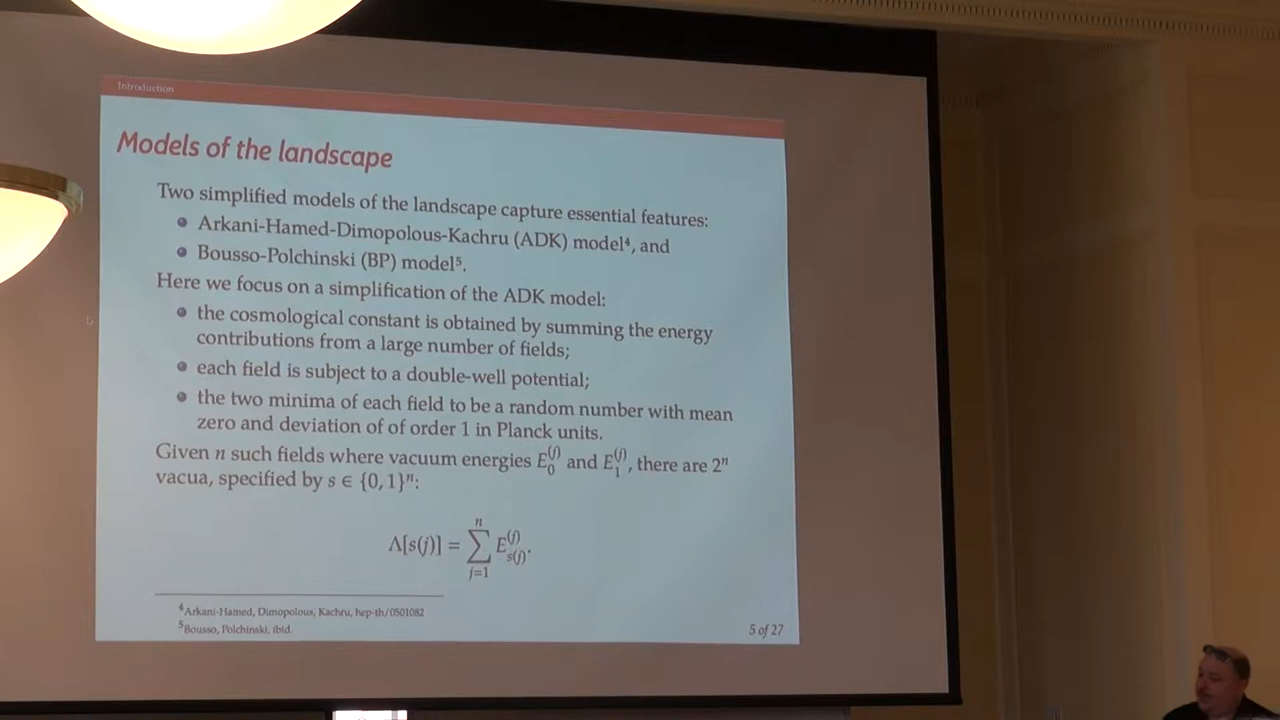 Introduction
Models of the landscape
Two simplified models of the landscape capture essential features:
Arkani-Hamed-Dimopolous-Kachru (ADK) model⁴, and
Bousso-Polchinski (BP) model⁵.
Here we focus on a simplification of the ADK model:
the cosmological constant is obtained by summing the energy
contributions from a large number of fields;
each field is subject to a double-well potential;
the two minima of each field to be a random number with mean
zero and deviation of of order 1 in Planck units.
Given n such fields where vacuum energies E₀⁽ʲ⁾ and E₁⁽ʲ⁾, there are 2ⁿ
vacua, specified by s ∈ {0, 1}ⁿ:
Λ[s(j)] = ∑_{j=1}^{n} E_{s(j)}^{(j)}.
⁴Arkani-Hamed, Dimopolous, Kachru, hep-th/0501082
⁵Bousso, Polchinski, ibid.
5 of 27